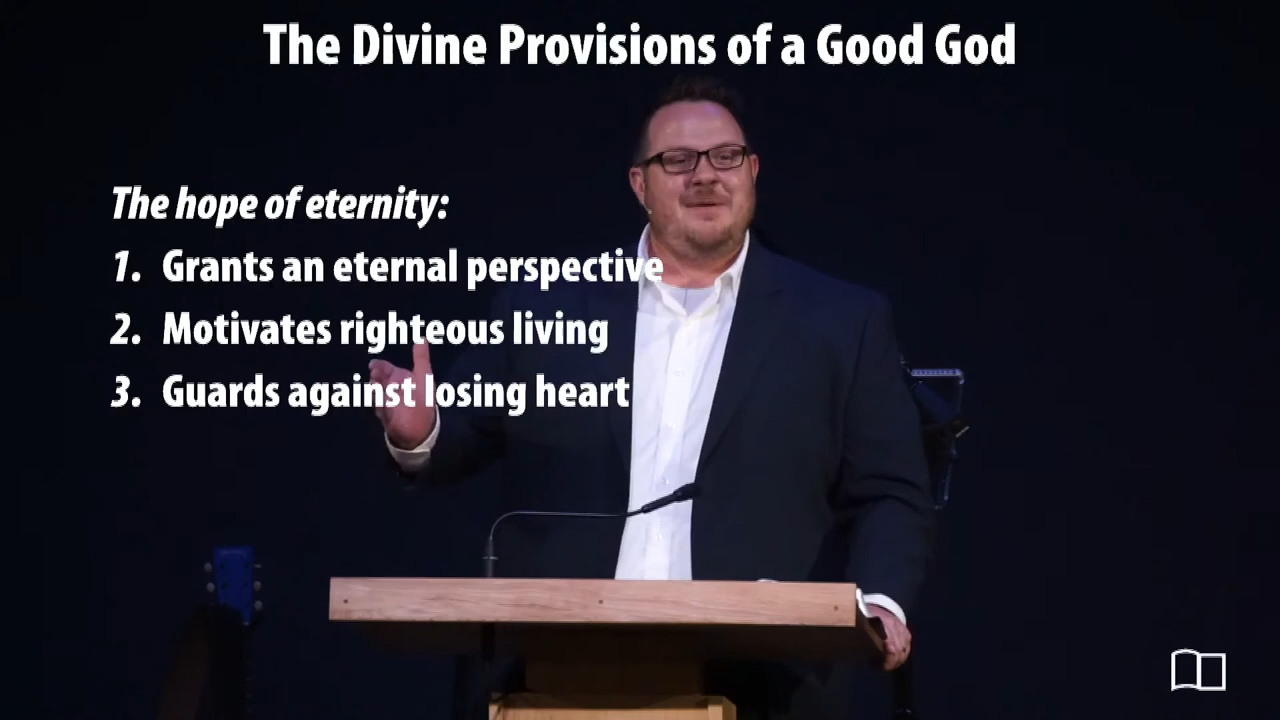 The Divine Provisions of a Good God
The hope of eternity:
1. Grants an eternal perspective
2. Motivates righteous living
3. Guards against losing heart